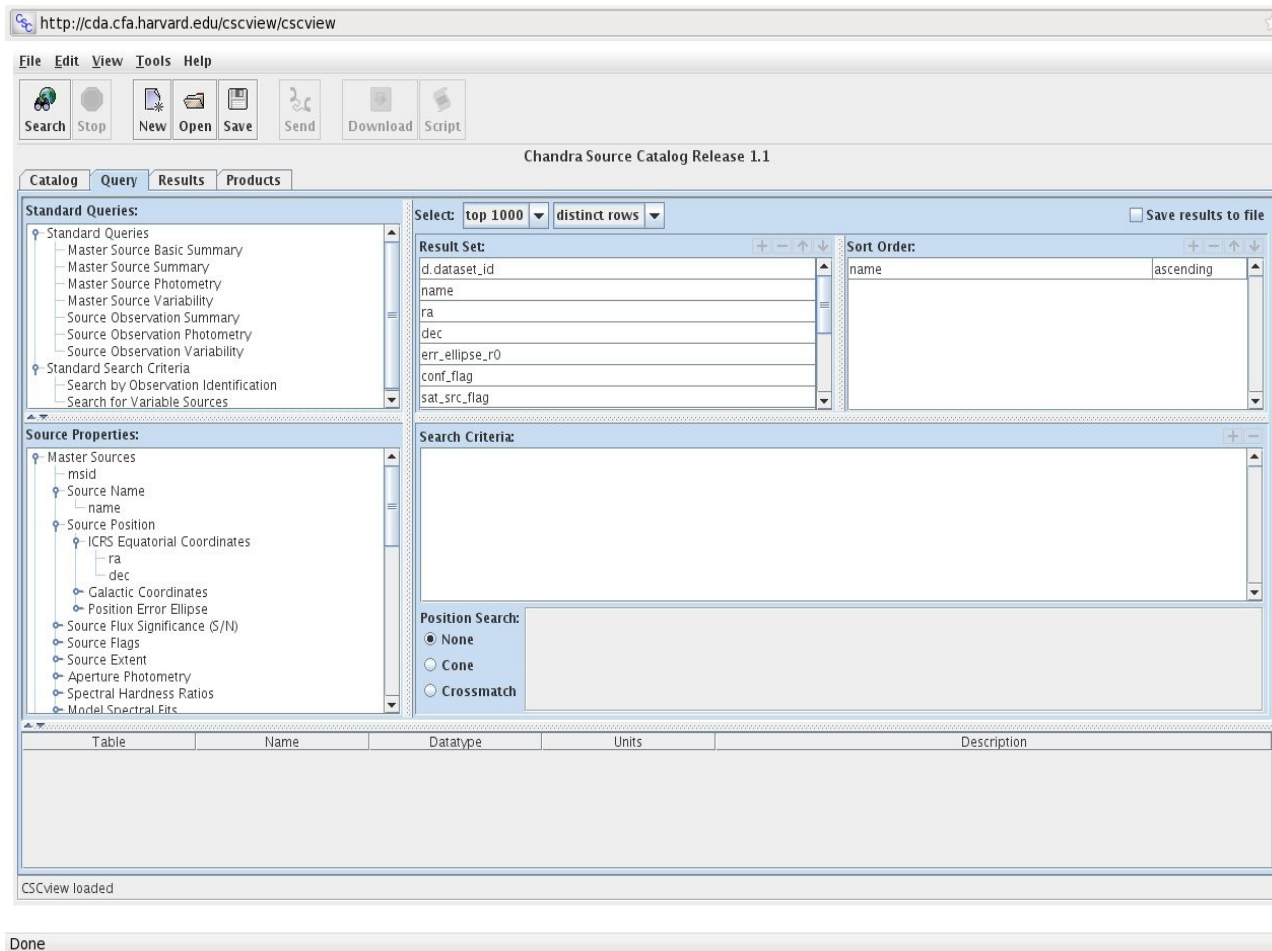 http://cda.cfa.harvard.edu/cscview/cscview
File Edit View Tools Help
Search Stop New Open Save Send Download Script
Chandra Source Catalog Release 1.1
Catalog Query Results Products
Standard Queries:
Standard Queries
Master Source Basic Summary
Master Source Summary
Master Source Photometry
Master Source Variability
Source Observation Summary
Source Observation Photometry
Source Observation Variability
Standard Search Criteria
Search by Observation Identification
Search for Variable Sources
Select: top 1000 distinct rows Save results to file
Result Set:
d.dataset_id
name
ra
dec
err_ellipse_r0
conf_flag
sat_src_flag
Sort Order:
name ascending
Source Properties:
Master Sources
msid
Source Name
name
Source Position
ICRS Equatorial Coordinates
ra
dec
Galactic Coordinates
Position Error Ellipse
Source Flux Significance (S/N)
Source Flags
Source Extent
Aperture Photometry
Spectral Hardness Ratios
Model Spectral Fits
Search Criteria:
Position Search:
None
Cone
Crossmatch
Table Name Datatype Units Description
CSCview loaded
Done